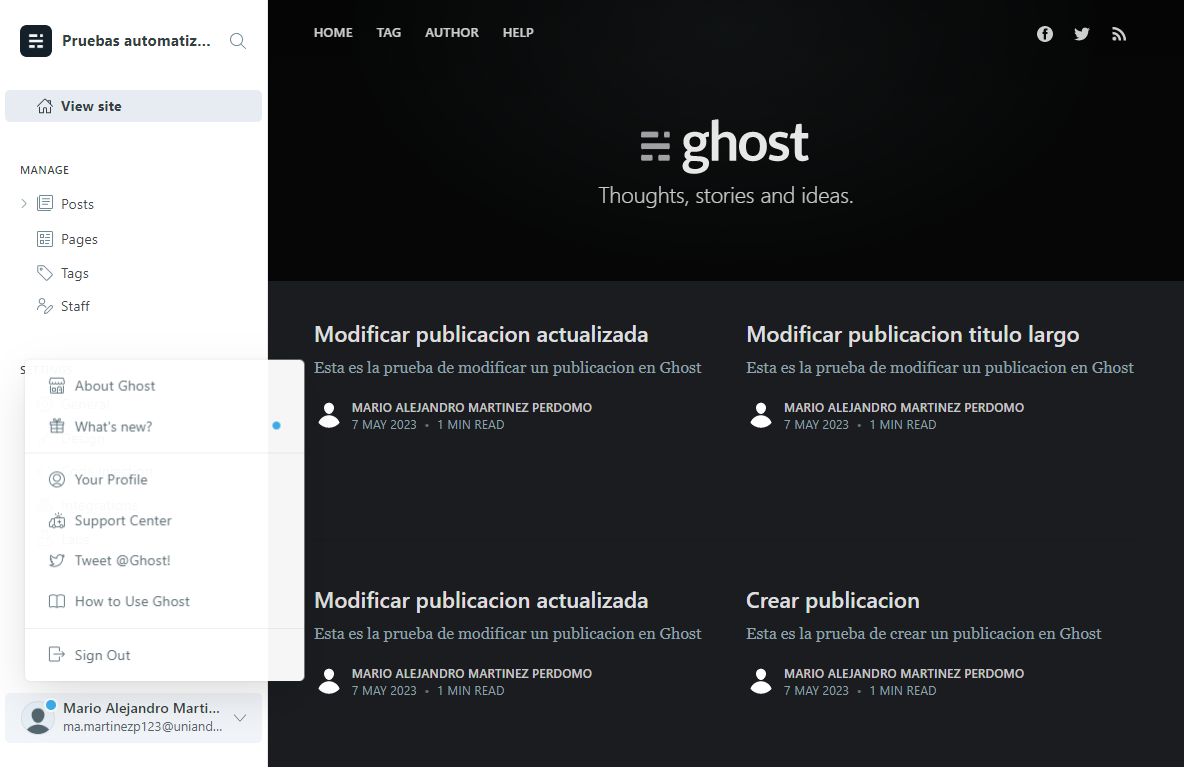 Pruebas automatiz...
View site
MANAGE
Posts
Pages
Tags
Staff
About Ghost
What's new?
Your Profile
Support Center
Tweet @Ghost!
How to Use Ghost
Sign Out
Mario Alejandro Marti...
ma.martinezp123@uniand...
HOME TAG AUTHOR HELP
ghost
Thoughts, stories and ideas.
Modificar publicacion actualizada
Esta es la prueba de modificar un publicacion en Ghost
MARIO ALEJANDRO MARTINEZ PERDOMO
7 MAY 2023 • 1 MIN READ
Modificar publicacion titulo largo
Esta es la prueba de modificar un publicacion en Ghost
MARIO ALEJANDRO MARTINEZ PERDOMO
7 MAY 2023 • 1 MIN READ
Modificar publicacion actualizada
Esta es la prueba de modificar un publicacion en Ghost
MARIO ALEJANDRO MARTINEZ PERDOMO
7 MAY 2023 • 1 MIN READ
Crear publicacion
Esta es la prueba de crear un publicacion en Ghost
MARIO ALEJANDRO MARTINEZ PERDOMO
7 MAY 2023 • 1 MIN READ